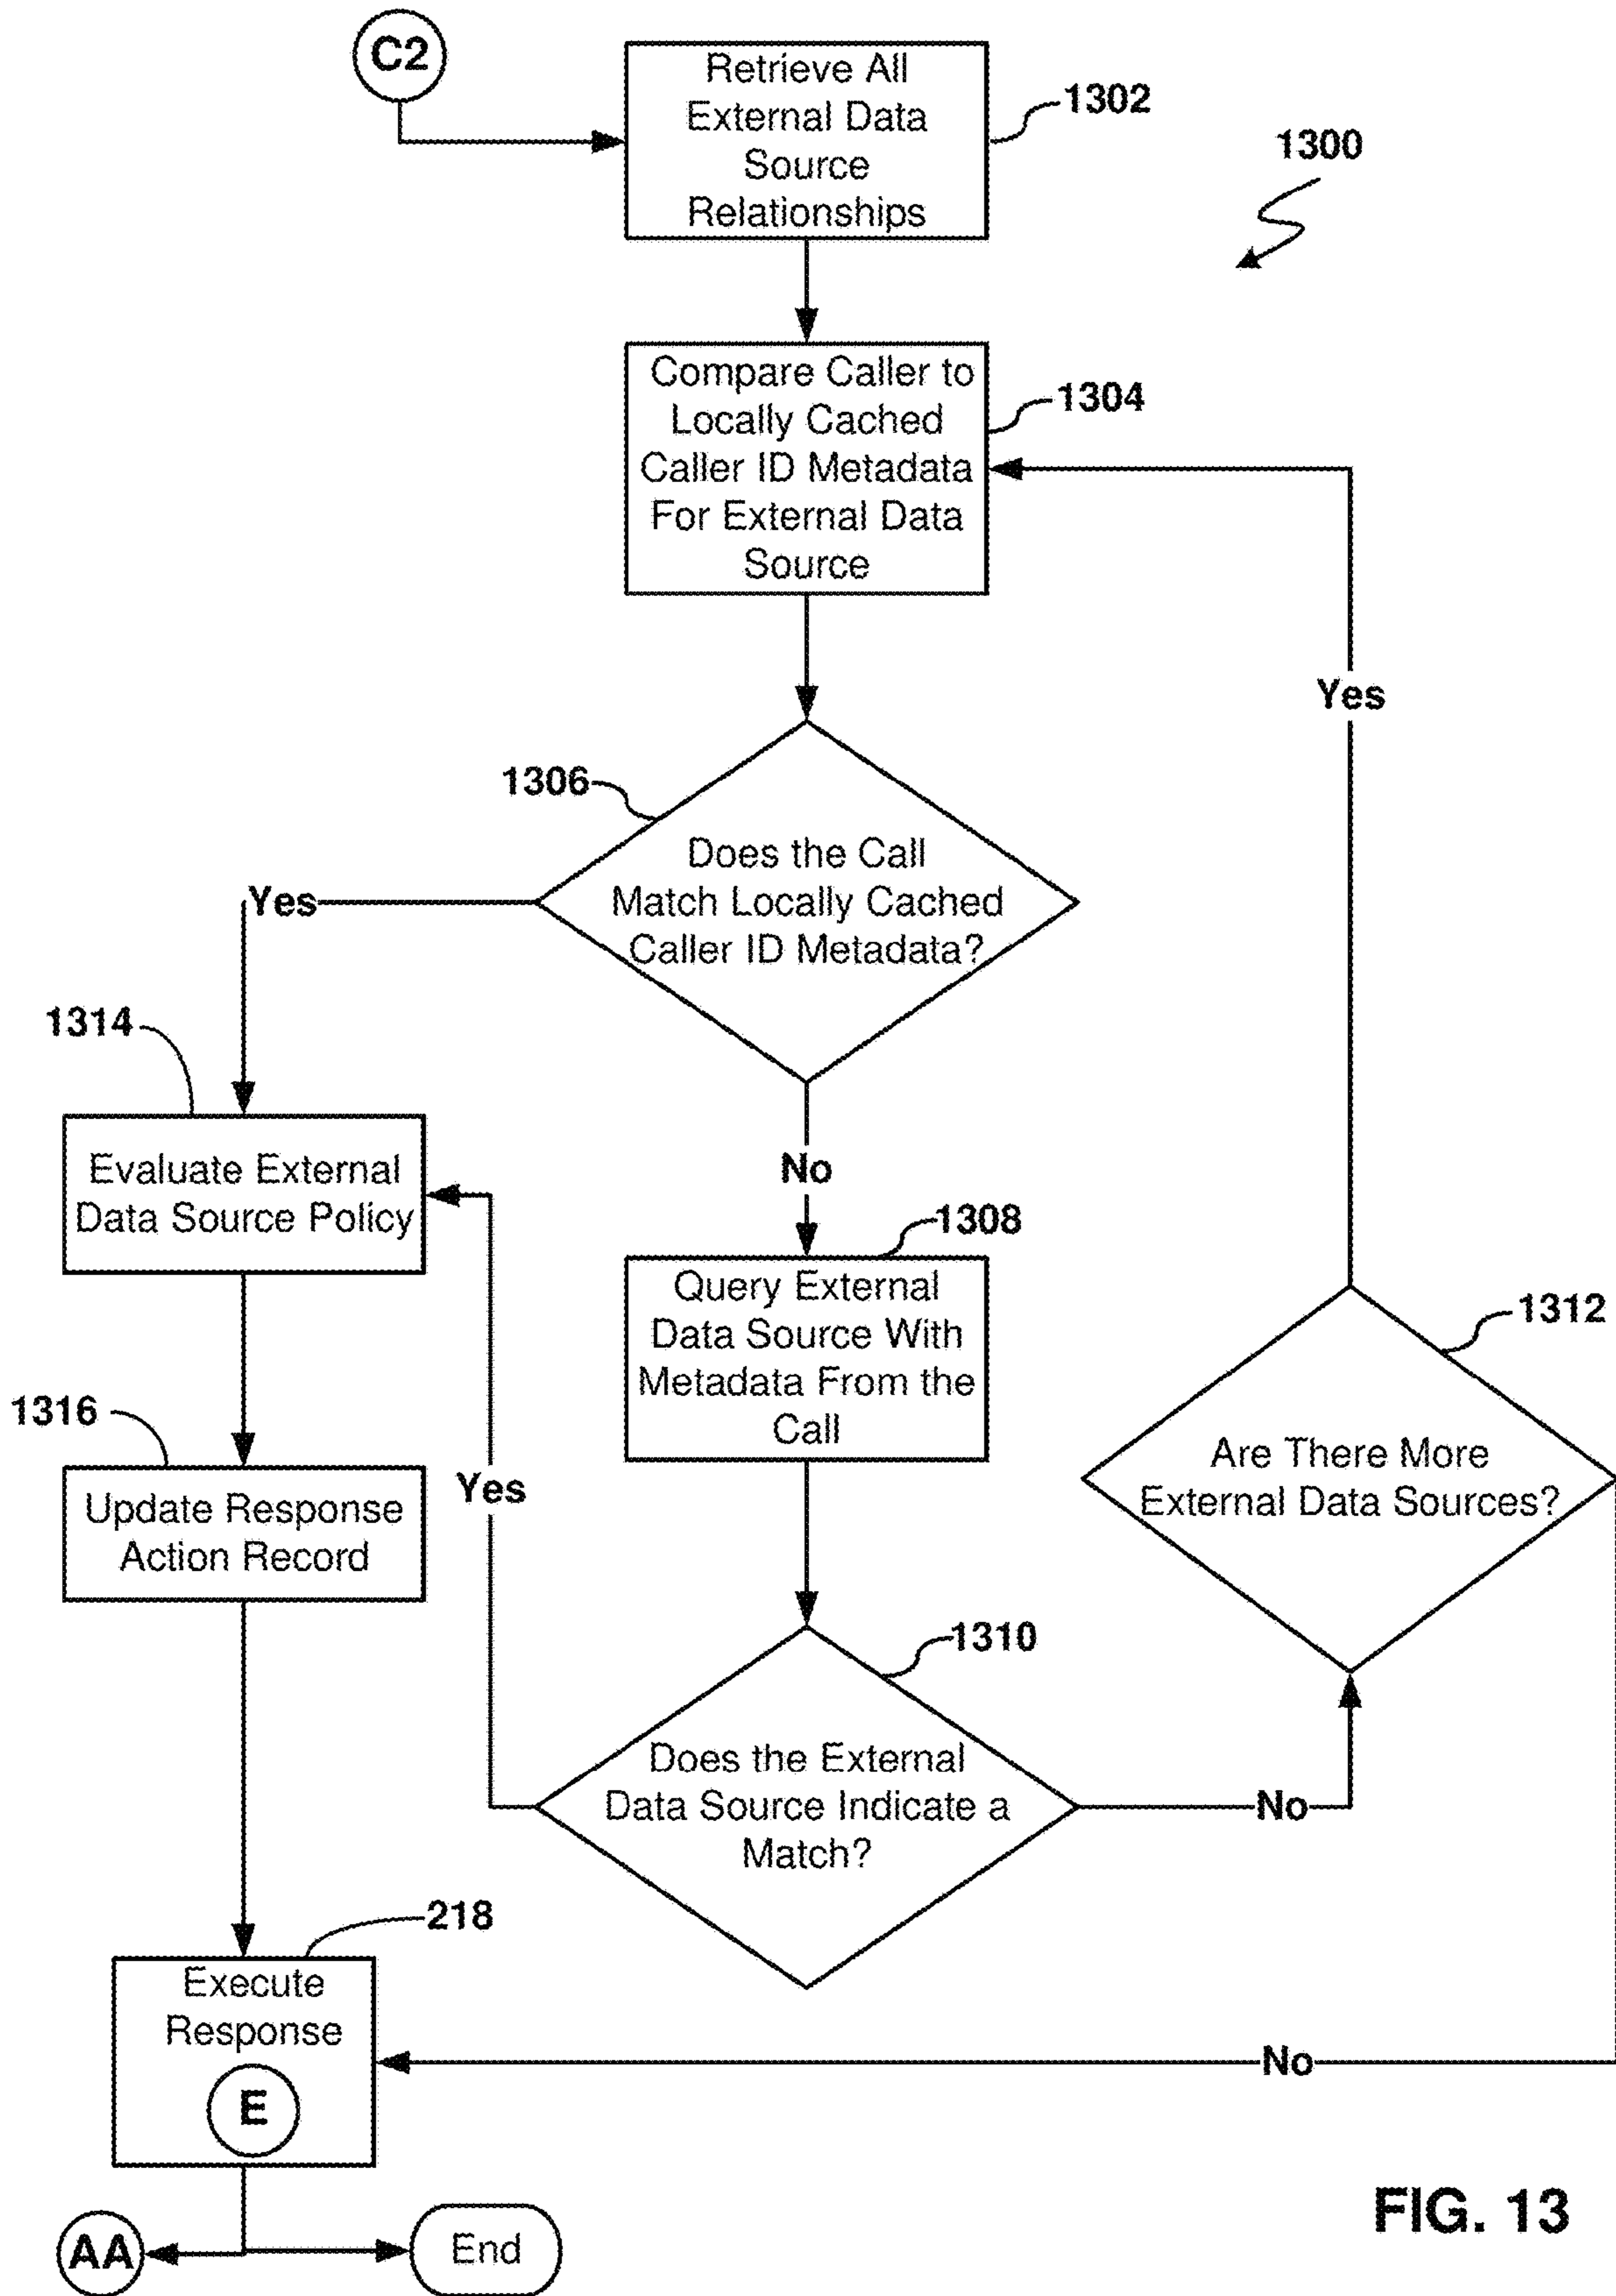 C2
Retrieve All
External Data
Source
Relationships
1302
1300
Compare Caller to
Locally Cached
Caller ID Metadata
For External Data
Source
1304
Yes
1306
Does the Call
Match Locally Cached
Caller ID Metadata?
Yes
1314
Evaluate External
Data Source Policy
No
1308
Query External
Data Source With
Metadata From the
Call
1312
Are There More
External Data Sources?
1316
Update Response
Action Record
Yes
1310
Does the External
Data Source Indicate a
Match?
No
218
Execute
Response
E
No
AA
End
FIG. 13